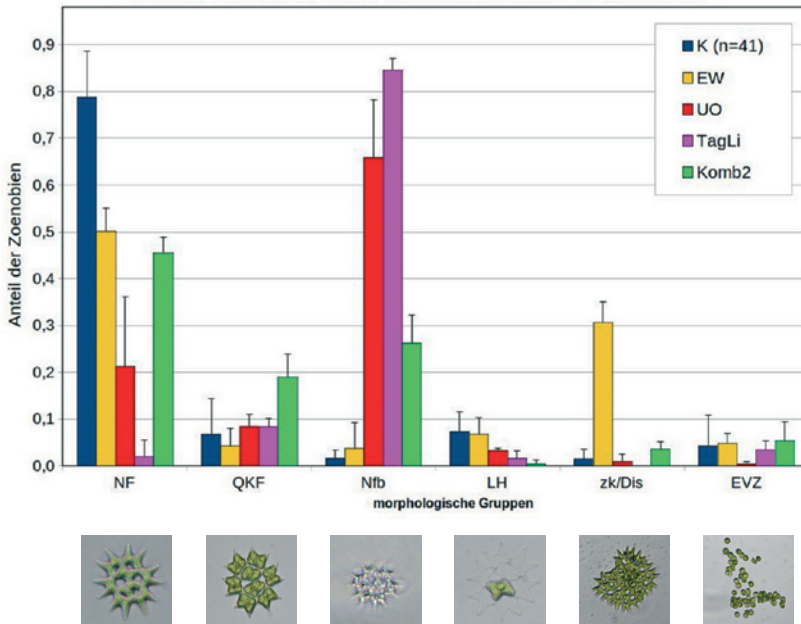 0,9
0,8
0,7
0,6
0,5
0,4
0,3
0,2
0,1
0,0
Anteil der Zoenobien
K (n=41)
EW
UO
TagLi
Komb2
NF QKF Nfb LH zk/Dis EVZ
morphologische Gruppen